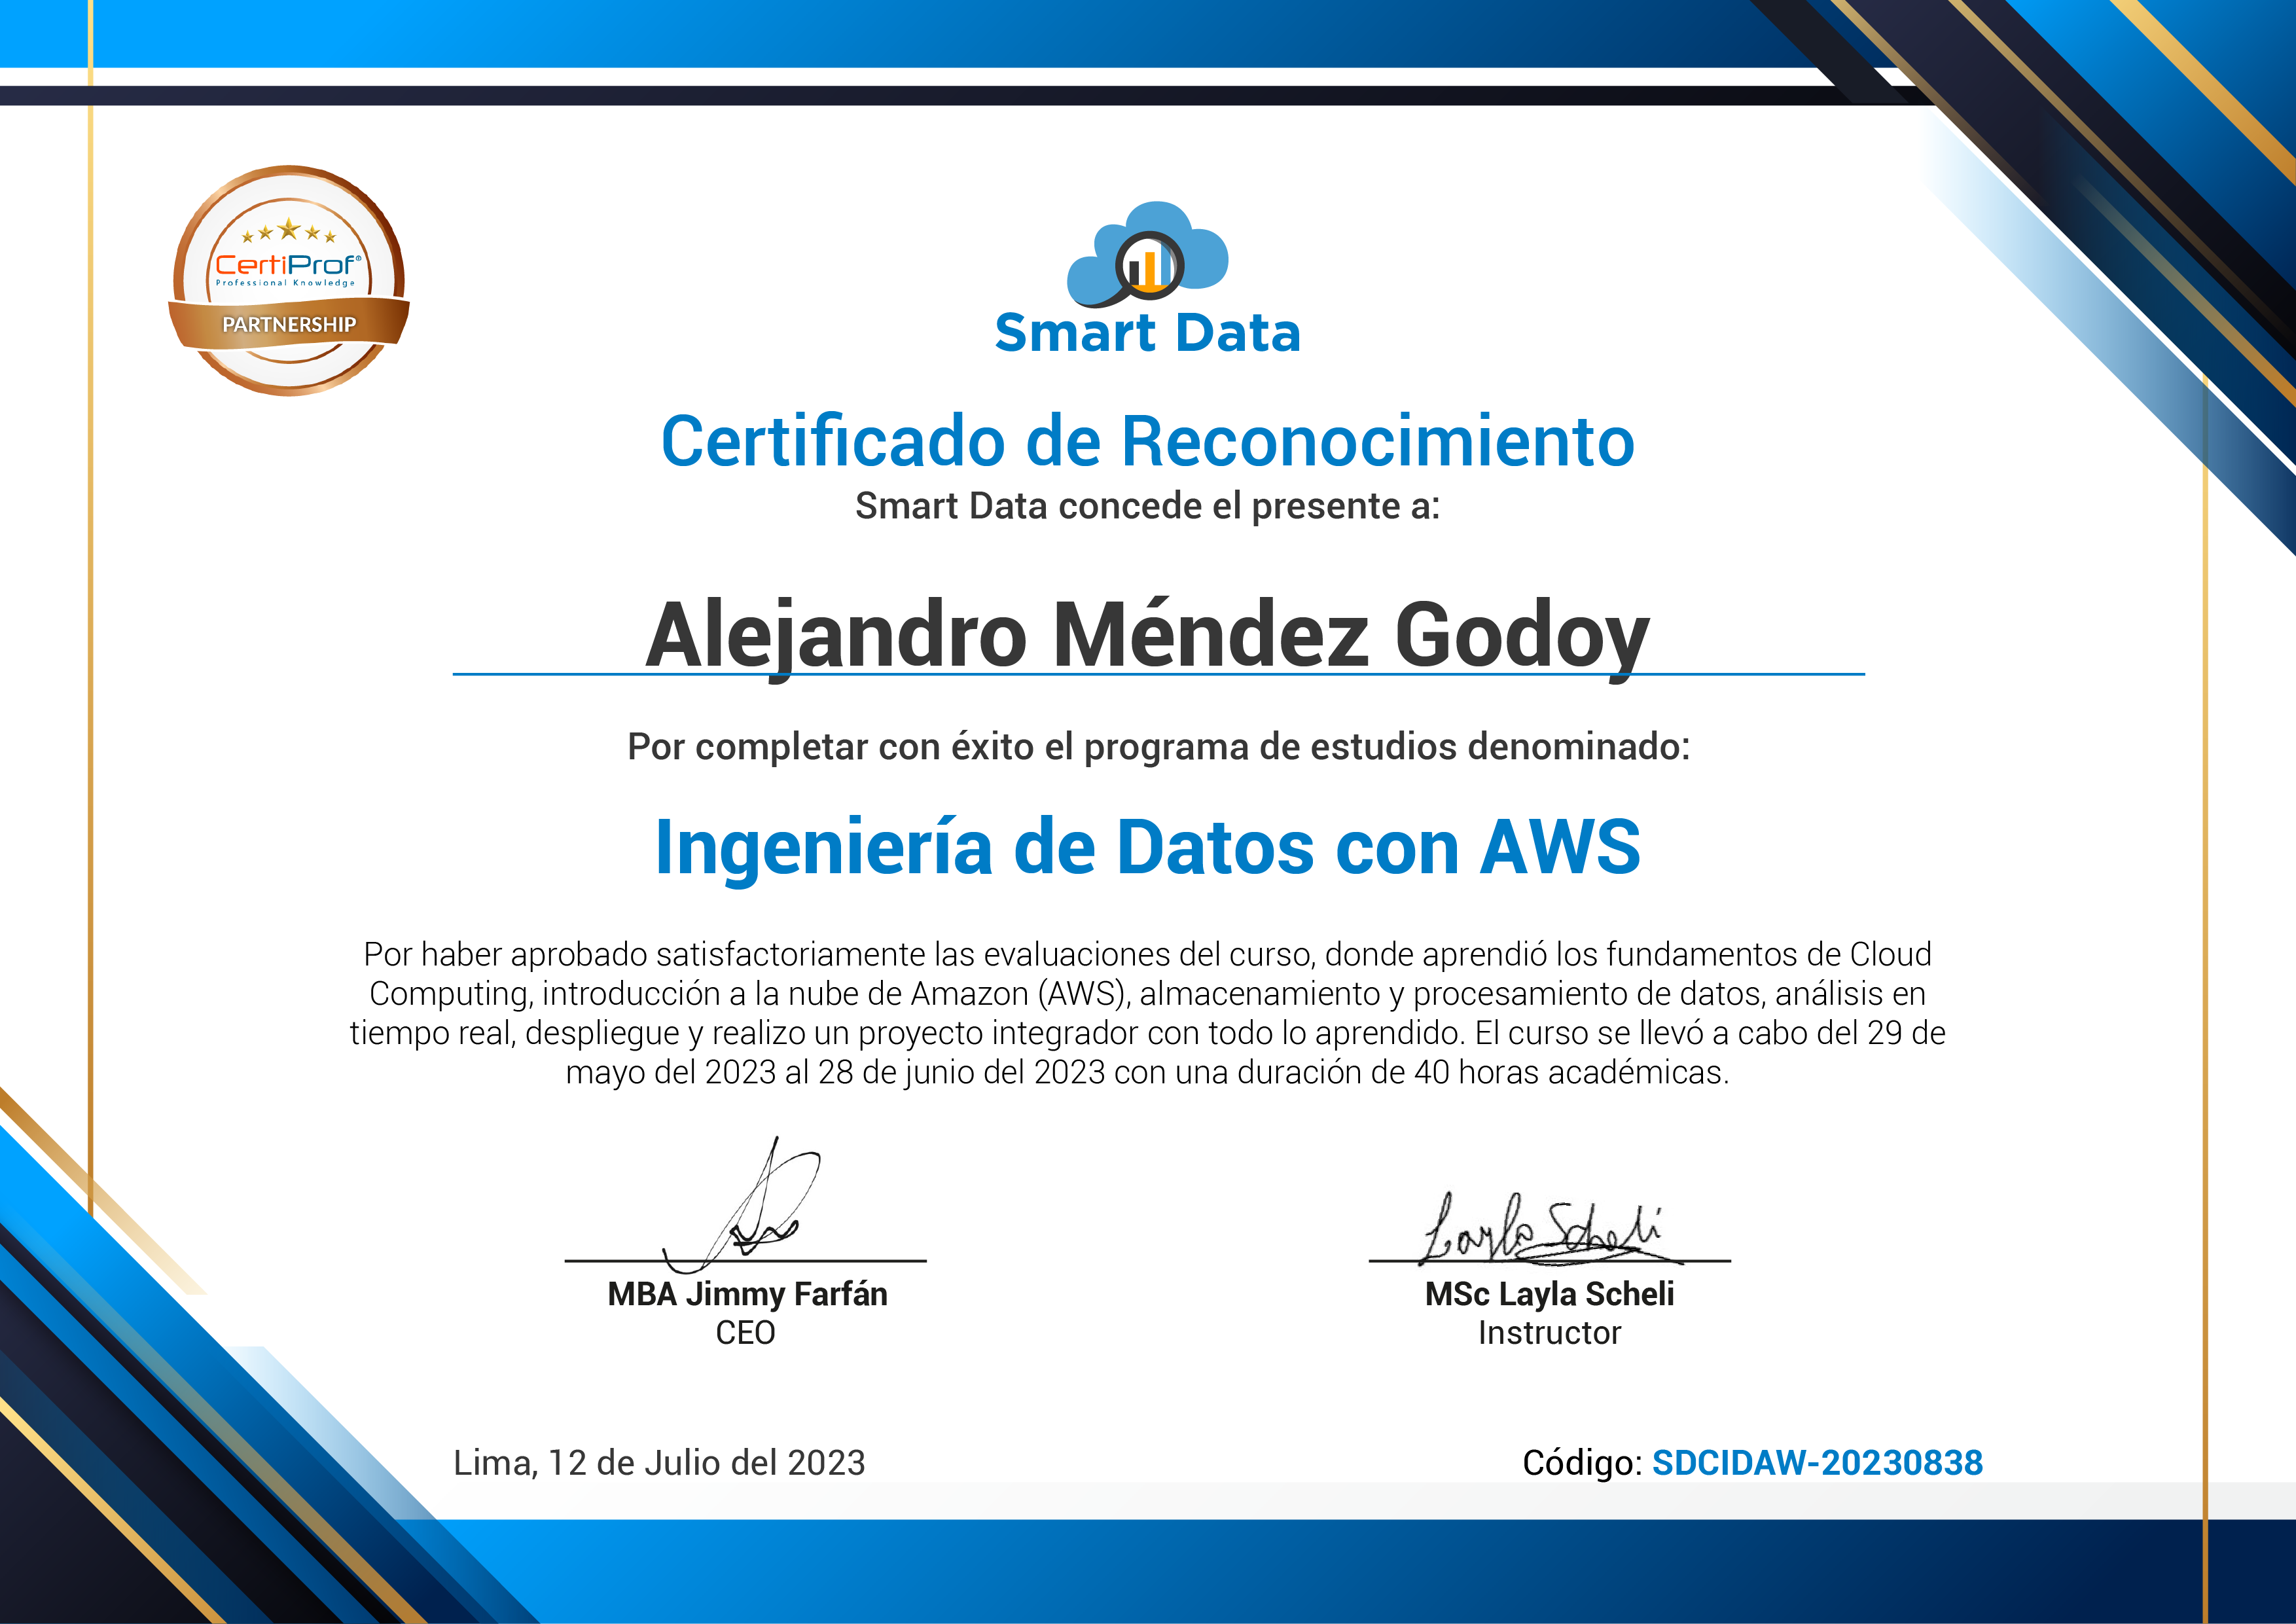 CertiProf®
Professional Knowledge
PARTNERSHIP
Smart Data
Certificado de Reconocimiento
Smart Data concede el presente a:
Alejandro Méndez Godoy
Por completar con éxito el programa de estudios denominado:
Ingeniería de Datos con AWS
Por haber aprobado satisfactoriamente las evaluaciones del curso, donde aprendió los fundamentos de Cloud
Computing, introducción a la nube de Amazon (AWS), almacenamiento y procesamiento de datos, análisis en
tiempo real, despliegue y realizo un proyecto integrador con todo lo aprendido. El curso se llevó a cabo del 29 de
mayo del 2023 al 28 de junio del 2023 con una duración de 40 horas académicas.
Layla Scheli
MBA Jimmy Farfán
CEO
MSc Layla Scheli
Instructor
Lima, 12 de Julio del 2023
Código: SDCIDAW-20230838